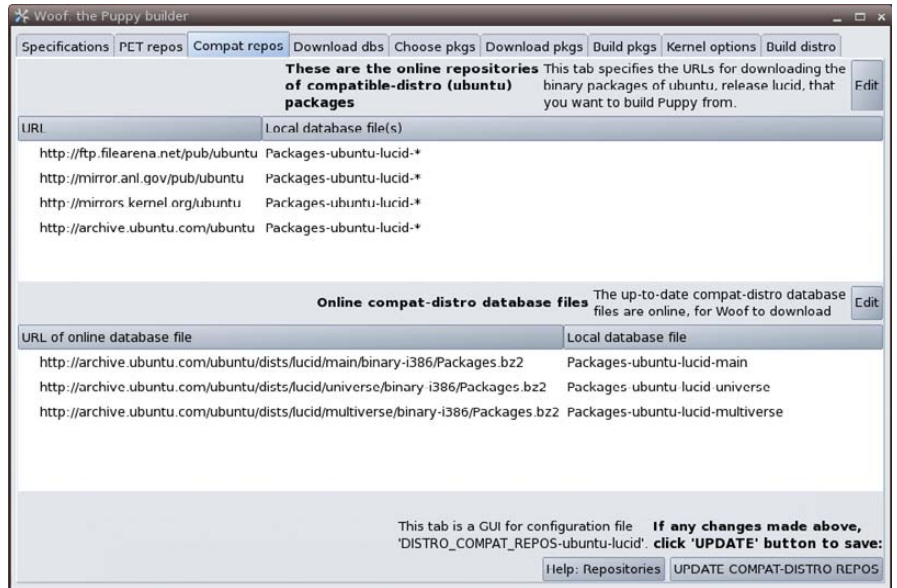 Woof: the Puppy builder
Specifications PET repos Compat repos Download dbs Choose pkgs Download pkgs Build pkgs Kernel options Build distro
These are the online repositories of compatible-distro (ubuntu) packages
This tab specifies the URLs for downloading the binary packages of ubuntu, release lucid, that you want to build Puppy from.
Edit
URL Local database file(s)
http://ftp.filearena.net/pub/ubuntu Packages-ubuntu-lucid-*
http://mirror.anl.gov/pub/ubuntu Packages-ubuntu-lucid-*
http://mirrors.kernel.org/ubuntu Packages-ubuntu-lucid-*
http://archive.ubuntu.com/ubuntu Packages-ubuntu-lucid-*
Online compat-distro database files
The up-to-date compat-distro database files are online, for Woof to download
Edit
URL of online database file Local database file
http://archive.ubuntu.com/ubuntu/dists/lucid/main/binary-i386/Packages.bz2 Packages-ubuntu-lucid-main
http://archive.ubuntu.com/ubuntu/dists/lucid/universe/binary-i386/Packages.bz2 Packages-ubuntu-lucid-universe
http://archive.ubuntu.com/ubuntu/dists/lucid/multiverse/binary-i386/Packages.bz2 Packages-ubuntu-lucid-multiverse
This tab is a GUI for configuration file 'DISTRO_COMPAT_REPOS-ubuntu-lucid'.
If any changes made above, click 'UPDATE' button to save:
Help: Repositories UPDATE COMPAT-DISTRO REPOS